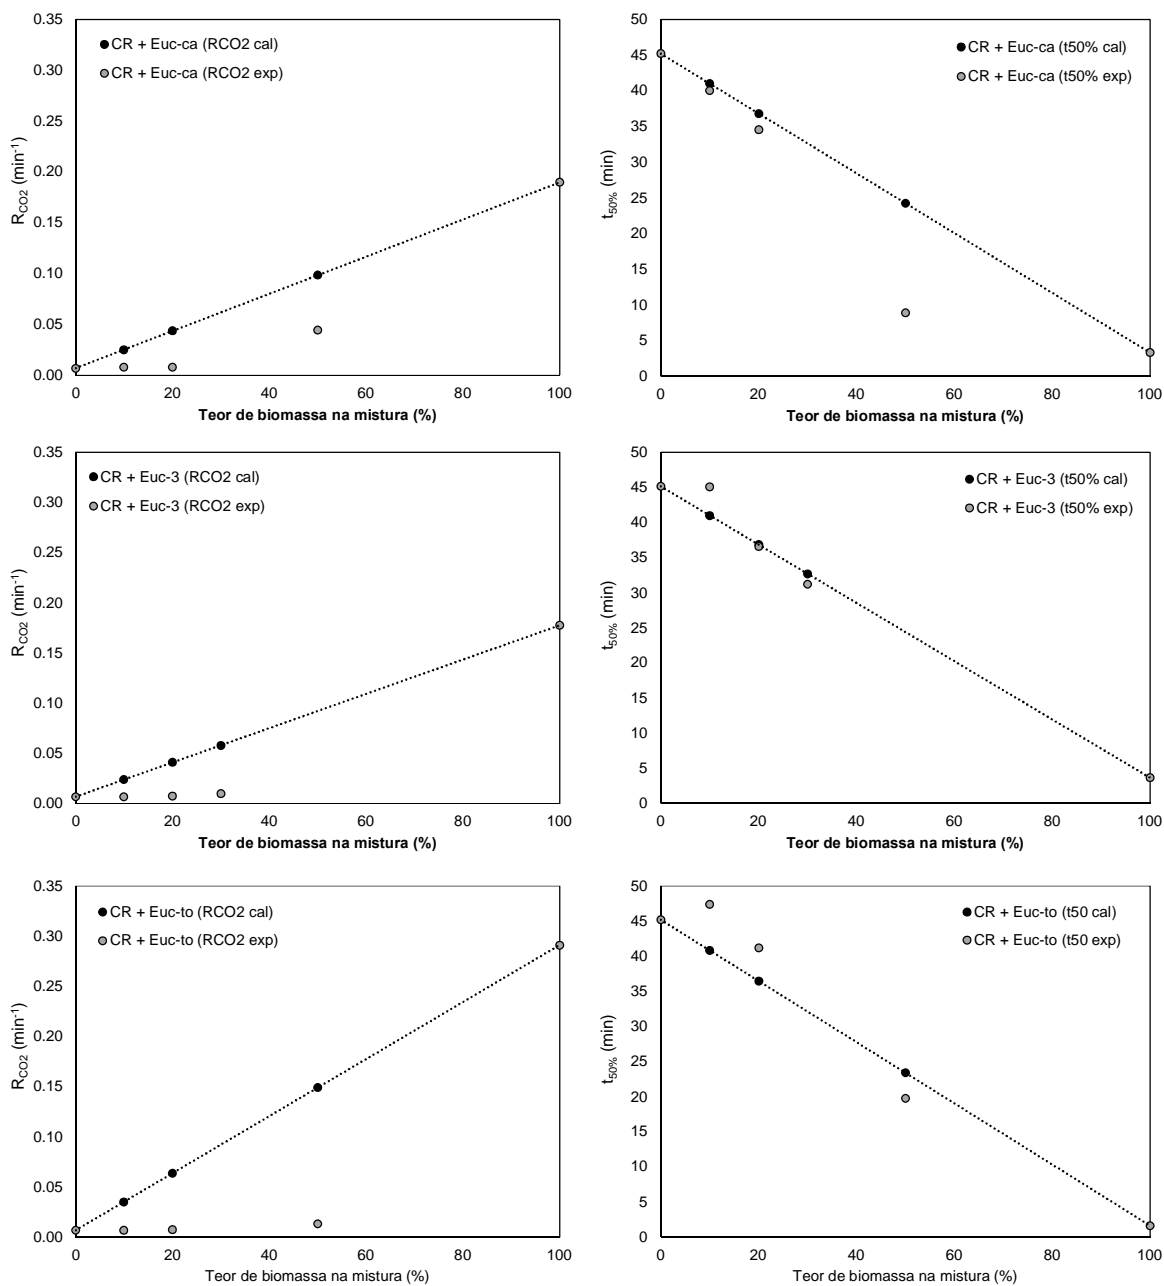 0.35
0.30
0.25
0.20
0.15
0.10
0.05
0.00
R_CO2 (min^-1)
CR + Euc-ca (RCO2 cal)
CR + Euc-ca (RCO2 exp)
0 20 40 60 80 100
Teor de biomassa na mistura (%)
50
45
40
35
30
25
20
15
10
5
0
t_50% (min)
CR + Euc-ca (t50% cal)
CR + Euc-ca (t50% exp)
0 20 40 60 80 100
Teor de biomassa na mistura (%)
0.35
0.30
0.25
0.20
0.15
0.10
0.05
0.00
R_CO2 (min^-1)
CR + Euc-3 (RCO2 cal)
CR + Euc-3 (RCO2 exp)
0 20 40 60 80 100
Teor de biomassa na mistura (%)
50
45
40
35
30
25
20
15
10
5
0
t_50% (min)
CR + Euc-3 (t50% cal)
CR + Euc-3 (t50% exp)
0 20 40 60 80 100
Teor de biomassa na mistura (%)
0.35
0.30
0.25
0.20
0.15
0.10
0.05
0.00
R_CO2 (min^-1)
CR + Euc-to (RCO2 cal)
CR + Euc-to (RCO2 exp)
0 20 40 60 80 100
Teor de biomassa na mistura (%)
50
45
40
35
30
25
20
15
10
5
0
t_50% (min)
CR + Euc-to (t50 cal)
CR + Euc-to (t50 exp)
0 20 40 60 80 100
Teor de biomassa na mistura (%)